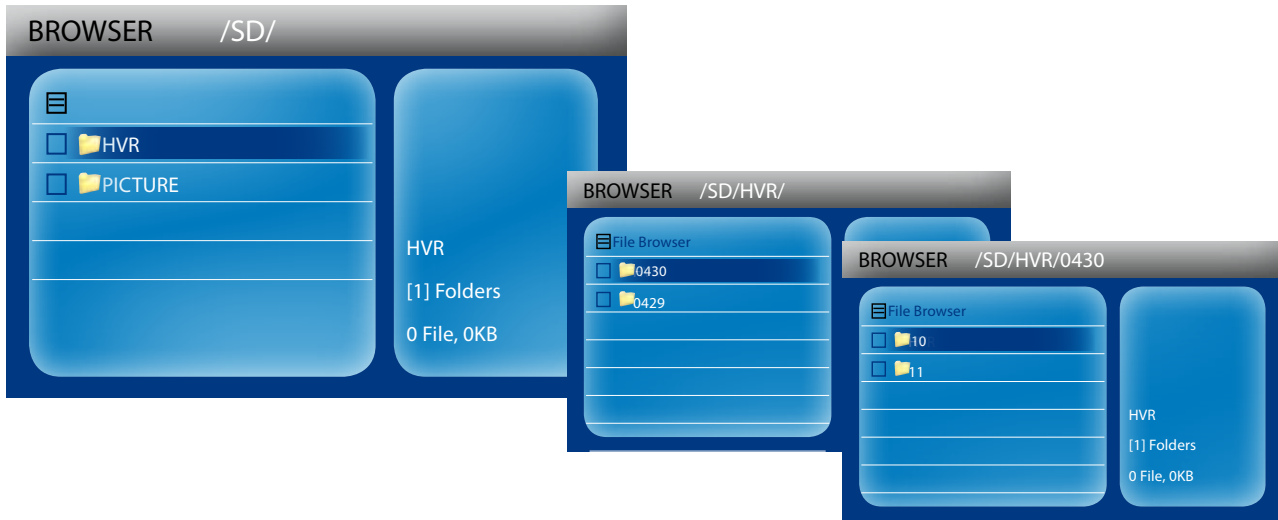 BROWSER /SD/
HVR
PICTURE
HVR
[1] Folders
0 File, 0KB
BROWSER /SD/HVR/
File Browser
0430
0429
BROWSER /SD/HVR/0430
File Browser
10
11
HVR
[1] Folders
0 File, 0KB